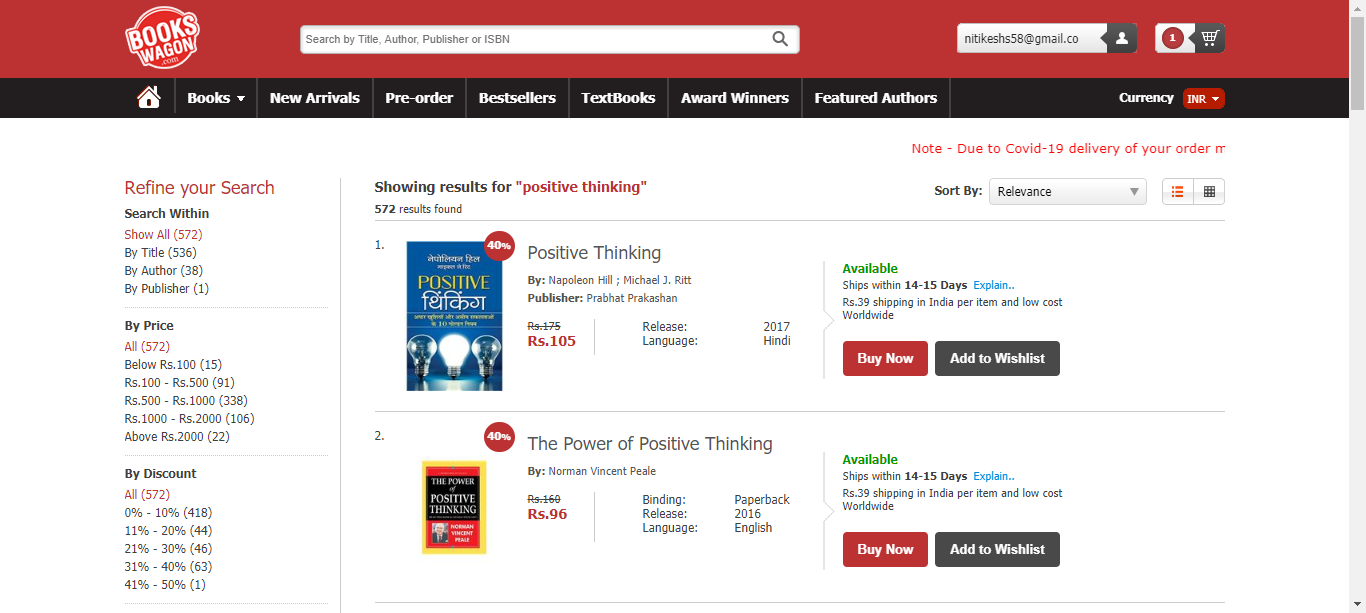 BOOKS
WAGON
.com
Search by Title, Author, Publisher or ISBN
nitikeshs58@gmail.co
1
Books
New Arrivals
Pre-order
Bestsellers
TextBooks
Award Winners
Featured Authors
Currency
INR
Note - Due to Covid-19 delivery of your order m
Refine your Search
Search Within
Show All (572)
By Title (536)
By Author (38)
By Publisher (1)
By Price
All (572)
Below Rs.100 (15)
Rs.100 - Rs.500 (91)
Rs.500 - Rs.1000 (338)
Rs.1000 - Rs.2000 (106)
Above Rs.2000 (22)
By Discount
All (572)
0% - 10% (418)
11% - 20% (44)
21% - 30% (46)
31% - 40% (63)
41% - 50% (1)
Showing results for "positive thinking"
572 results found
Sort By:
Relevance
1.
40%
नेपोलियन हिल
माइकल जे रिट
POSITIVE
थिंकिंग
के 10 गोल्डन नियम
Positive Thinking
By: Napoleon Hill ; Michael J. Ritt
Publisher: Prabhat Prakashan
Rs.175
Rs.105
Release: 2017
Language: Hindi
Available
Ships within 14-15 Days Explain..
Rs.39 shipping in India per item and low cost
Worldwide
Buy Now
Add to Wishlist
2.
40%
THE POWER
of
POSITIVE
THINKING
NORMAN
VINCENT
PEALE
The Power of Positive Thinking
By: Norman Vincent Peale
Rs.160
Rs.96
Binding: Paperback
Release: 2016
Language: English
Available
Ships within 14-15 Days Explain..
Rs.39 shipping in India per item and low cost
Worldwide
Buy Now
Add to Wishlist